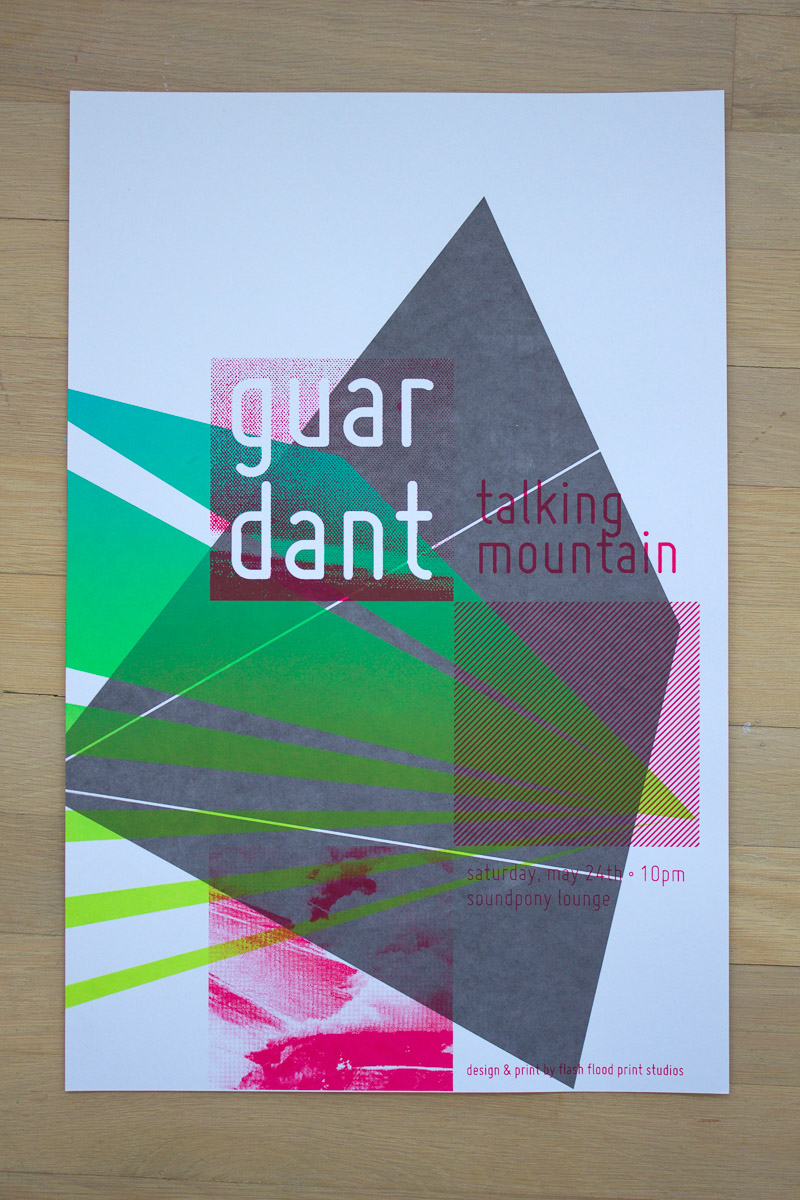 guar
dant
talking
mountain
saturday, may 24th • 10pm
soundpony lounge
design & print by flash flood print studios